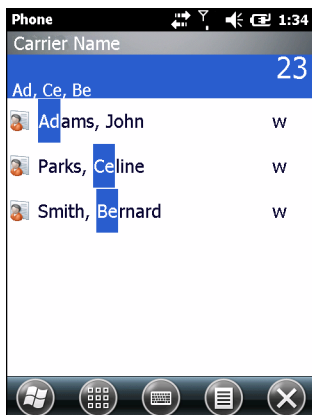 Phone 1:34
Carrier Name
23
Ad, Ce, Be
Adams, John w
Parks, Celine w
Smith, Bernard w